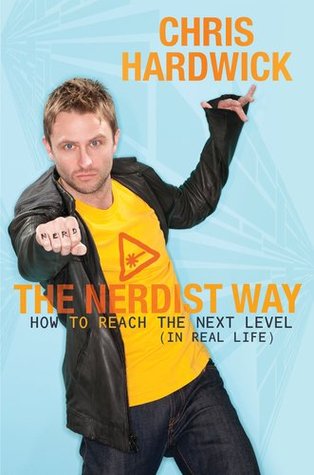 CHRIS
HARDWICK
NERD
THE NERDIST WAY
HOW TO REACH THE NEXT LEVEL
(IN REAL LIFE)